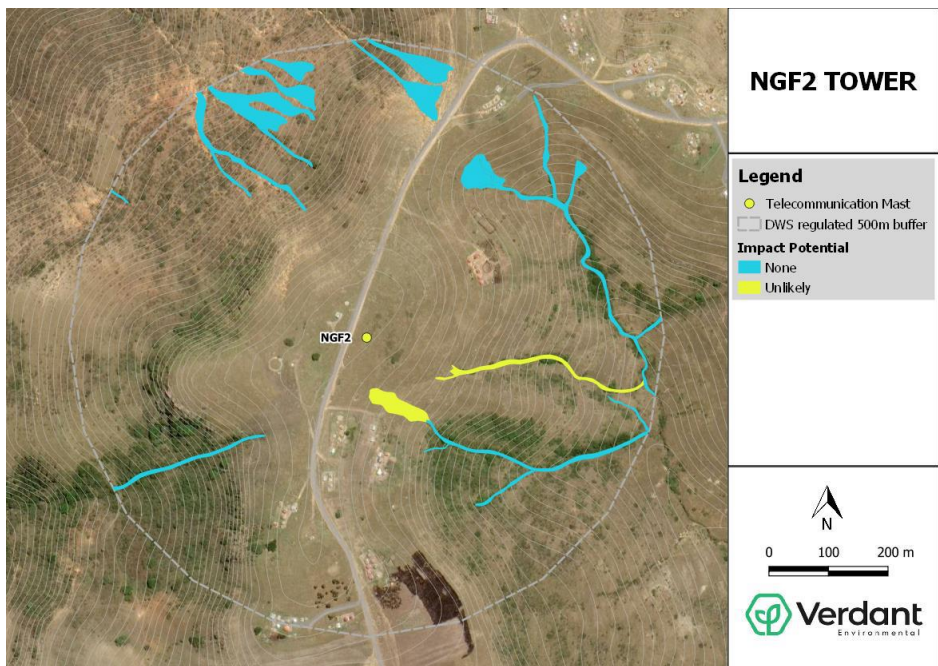 NGF2
NGF2 TOWER
Legend
Telecommunication Mast
DWS regulated 500m buffer
Impact Potential
None
Unlikely
N
0 100 200 m
Verdant
Environmental